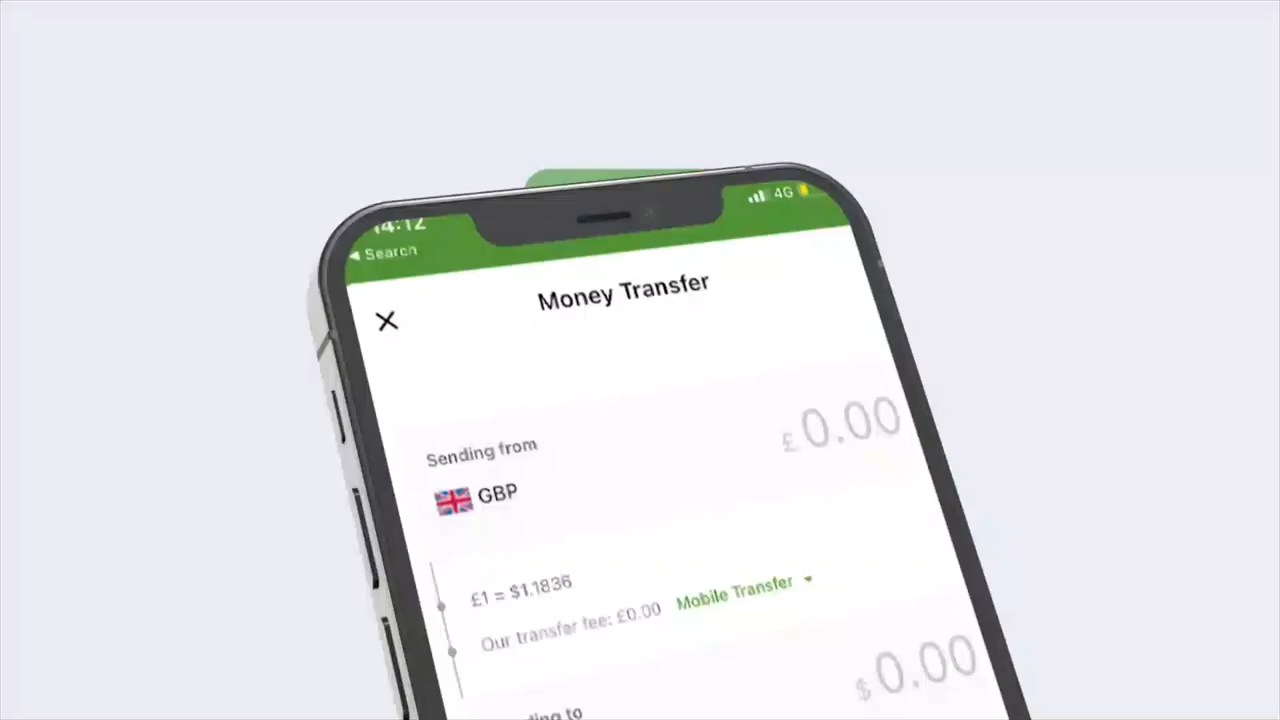 14:12
4G
Search
Money Transfer
£ 0.00
Sending from
GBP
£1 = $1.1836
Our transfer fee: £0.00 Mobile Transfer
$ 0.00
to